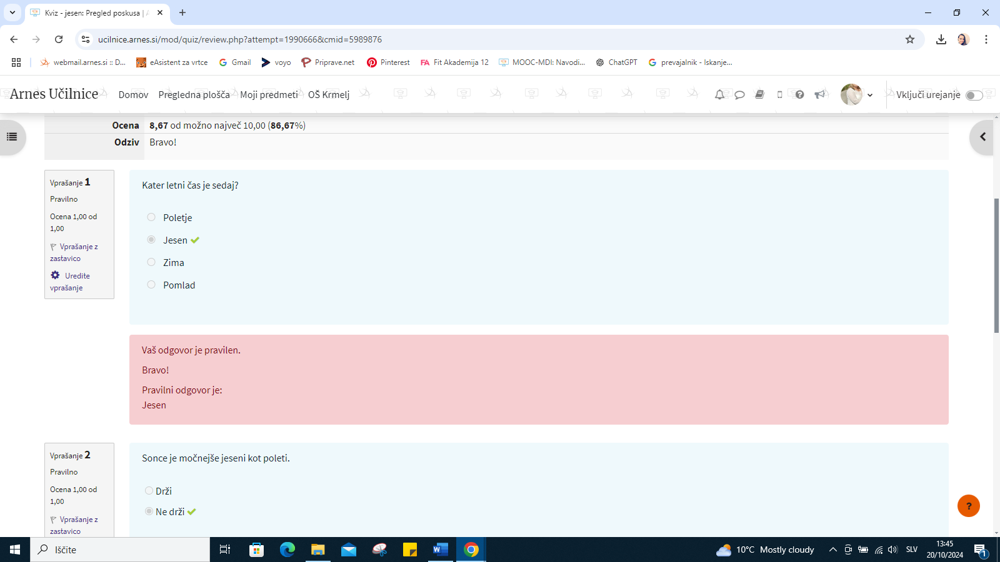 Kviz - jesen: Pregled poskusa |
ucilnice.arnes.si/mod/quiz/review.php?attempt=1990666&cmid=5989876
webmail.arnes.si :: D... eAsistent za vrtce Gmail voyo Priprave.net Pinterest FA Fit Akademija 12 MOOC-MDI: Navodi... ChatGPT prevajalnik - Iskanje...
Arnes Učilnice Domov Pregledna plošča Moji predmeti OŠ Krmelj Vključi urejanje
Ocena 8,67 od možno največ 10,00 (86,67%)
Odziv Bravo!
Vprašanje 1
Pravilno
Ocena 1,00 od
1,00
Vprašanje z
zastavico
Uredite
vprašanje
Kater letni čas je sedaj?
Poletje
Jesen
Zima
Pomlad
Vaš odgovor je pravilen.
Bravo!
Pravilni odgovor je:
Jesen
Vprašanje 2
Pravilno
Ocena 1,00 od
1,00
Vprašanje z
zastavico
Sonce je močnejše jeseni kot poleti.
Drži
Ne drži
?
Iščite
10°C Mostly cloudy
SLV
13:45
20/10/2024
1